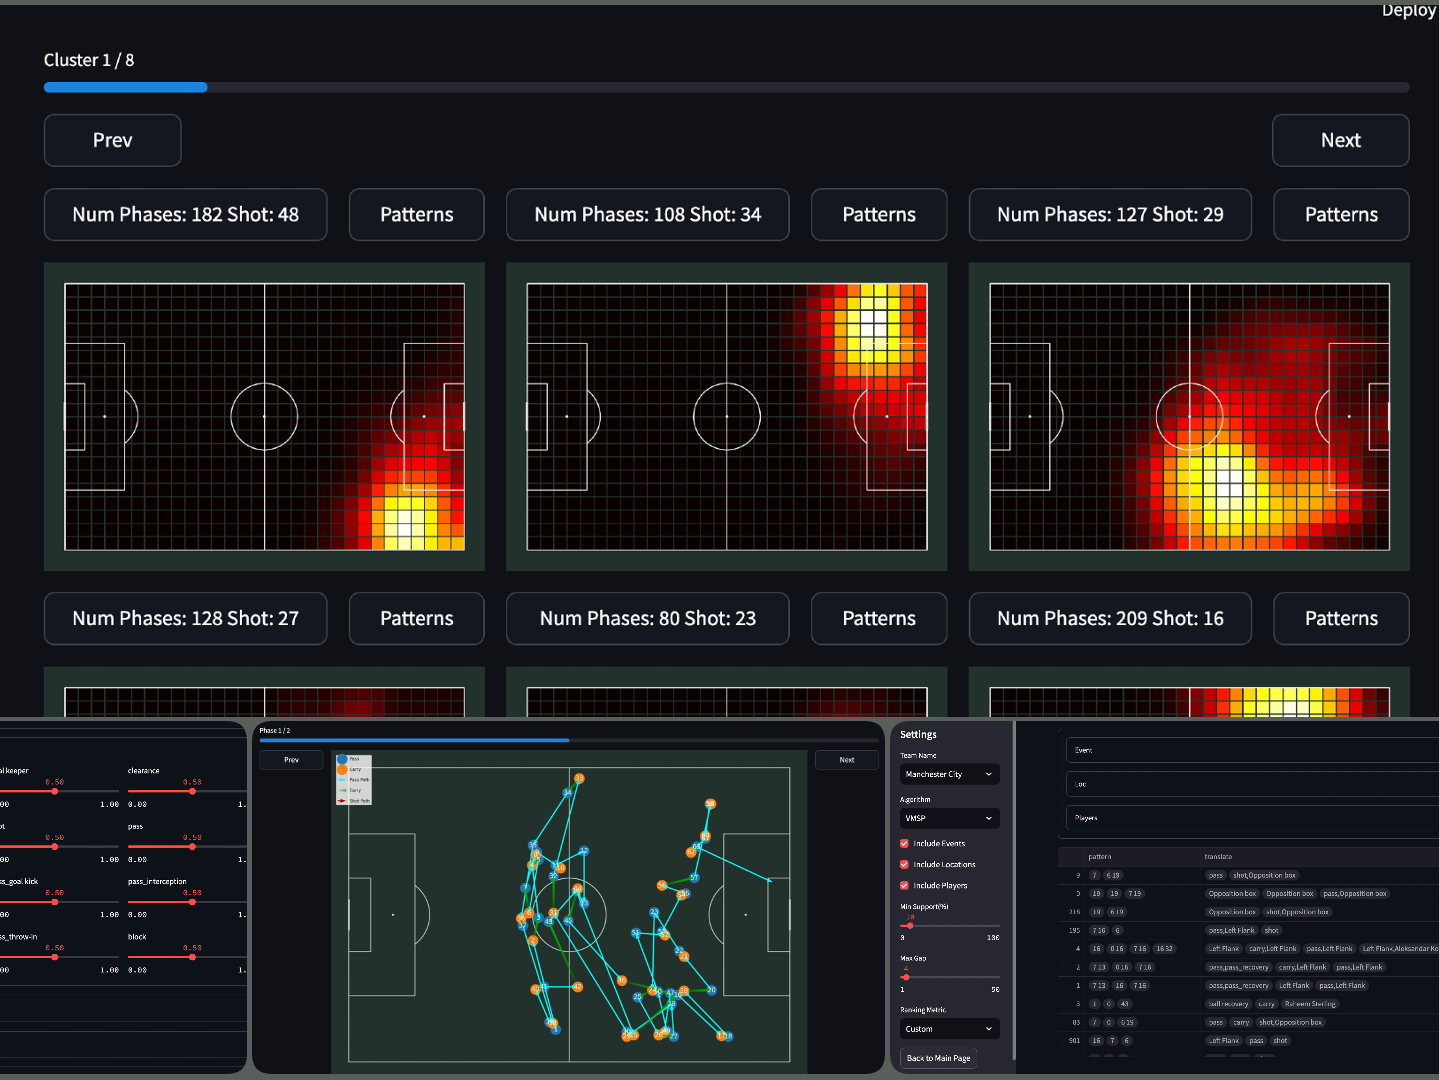 Deploy
Cluster 1 / 8
Prev
Next
Num Phases: 182 Shot: 48
Patterns
Num Phases: 108 Shot: 34
Patterns
Num Phases: 127 Shot: 29
Patterns
Num Phases: 128 Shot: 27
Patterns
Num Phases: 80 Shot: 23
Patterns
Num Phases: 209 Shot: 16
Patterns
al keeper
clearance
0.50
0.50
.00
1.00
0.00
1.
ot
pass
0.50
0.50
.00
1.00
0.00
1.
ss_goal kick
pass_interception
0.50
0.50
.00
1.00
0.00
1.
ss_throw-in
block
0.50
0.50
.00
1.00
0.00
1.
Phase 1 / 2
Prev
Next
Pass
Carry
Pass Path
Carry
Shot Path
Settings
Team Name
Manchester City
Algorithm
VMSP
Include Events
Include Locations
Include Players
Min Support(%)
10
0
100
Max Gap
4
1
50
Ranking Metric
Custom
Back to Main Page
Event
Loc
Players
pattern
translate
9 7 6 19 pass shot,Opposition box
0 19 19 7 19 Opposition box Opposition box pass,Opposition box
218 19 6 19 Opposition box shot,Opposition box
195 7 16 6 pass,Left Flank shot
4 16 0 16 7 16 16 32 Left Flank carry,Left Flank pass,Left Flank Left Flank,Aleksandar Ko
2 7 13 0 16 7 16 pass,pass_recovery carry,Left Flank pass,Left Flank
1 7 13 16 7 16 pass,pass_recovery Left Flank pass,Left Flank
3 1 0 43 ball recovery carry Raheem Sterling
83 7 0 6 19 pass carry shot,Opposition box
901 16 7 6 Left Flank pass shot